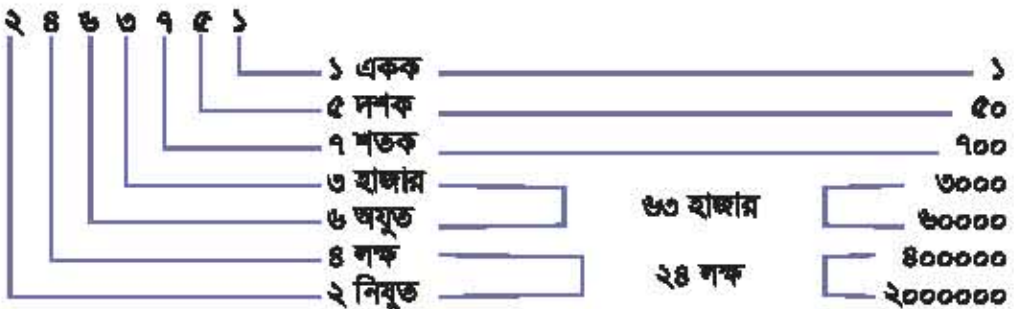 ২ ৪ ৬ ৩ ৭ ৫ ১
১ একক ১
৫ দশক ৫০
৭ শতক ৭০০
৩ হাজার ৩০০০
৬৩ হাজার
৬ অযুত ৬০০০০
৪ লক্ষ ৪০০০০০
২৪ লক্ষ
২ নিযুত ২০০০০০০